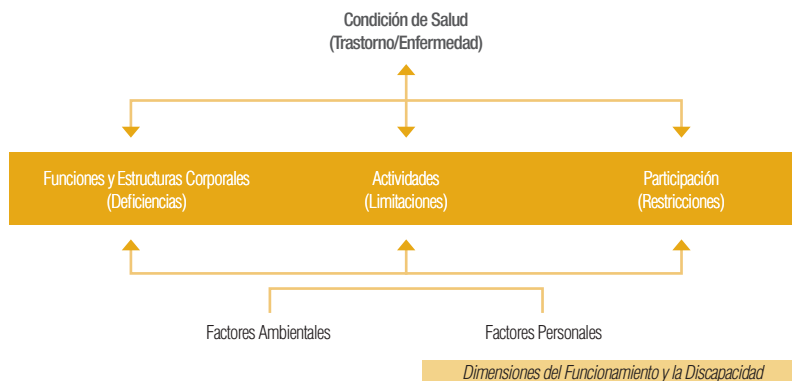 Condición de Salud
(Trastorno/Enfermedad)
Funciones y Estructuras Corporales
(Deficiencias)
Actividades
(Limitaciones)
Participación
(Restricciones)
Factores Ambientales
Factores Personales
Dimensiones del Funcionamiento y la Discapacidad